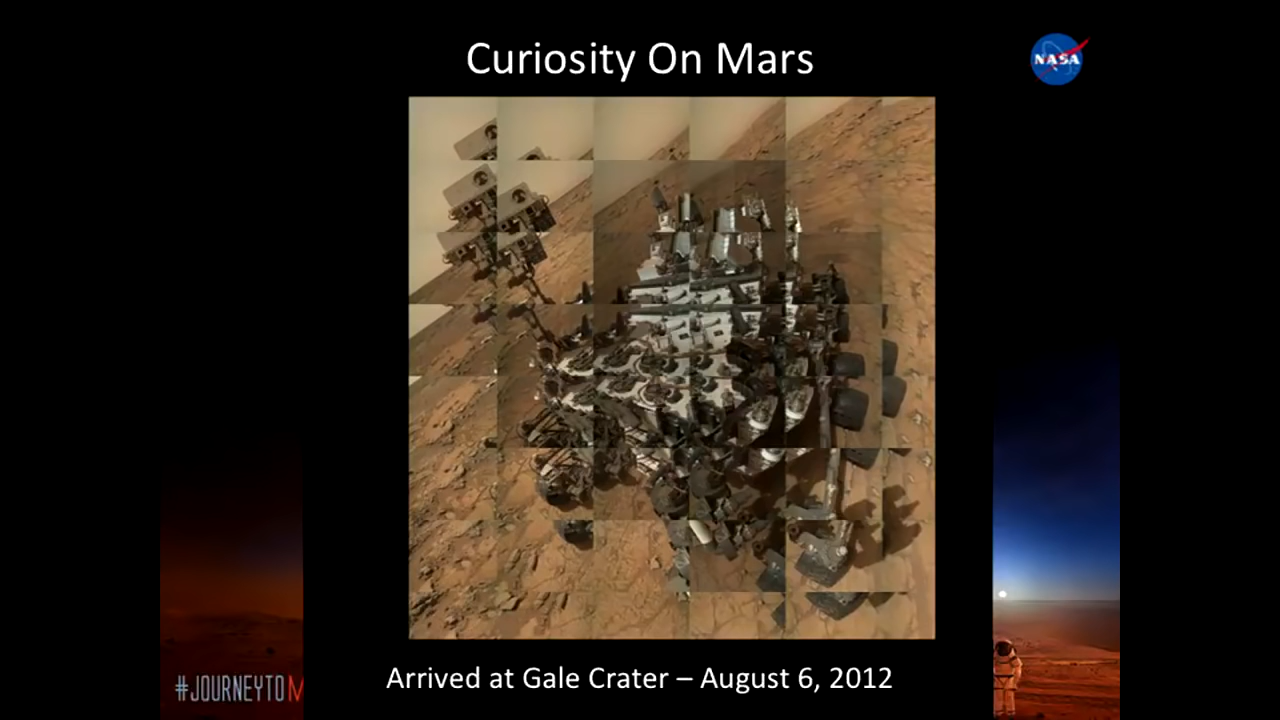 Curiosity On Mars
NASA
Arrived at Gale Crater – August 6, 2012
#JOURNEYTOM